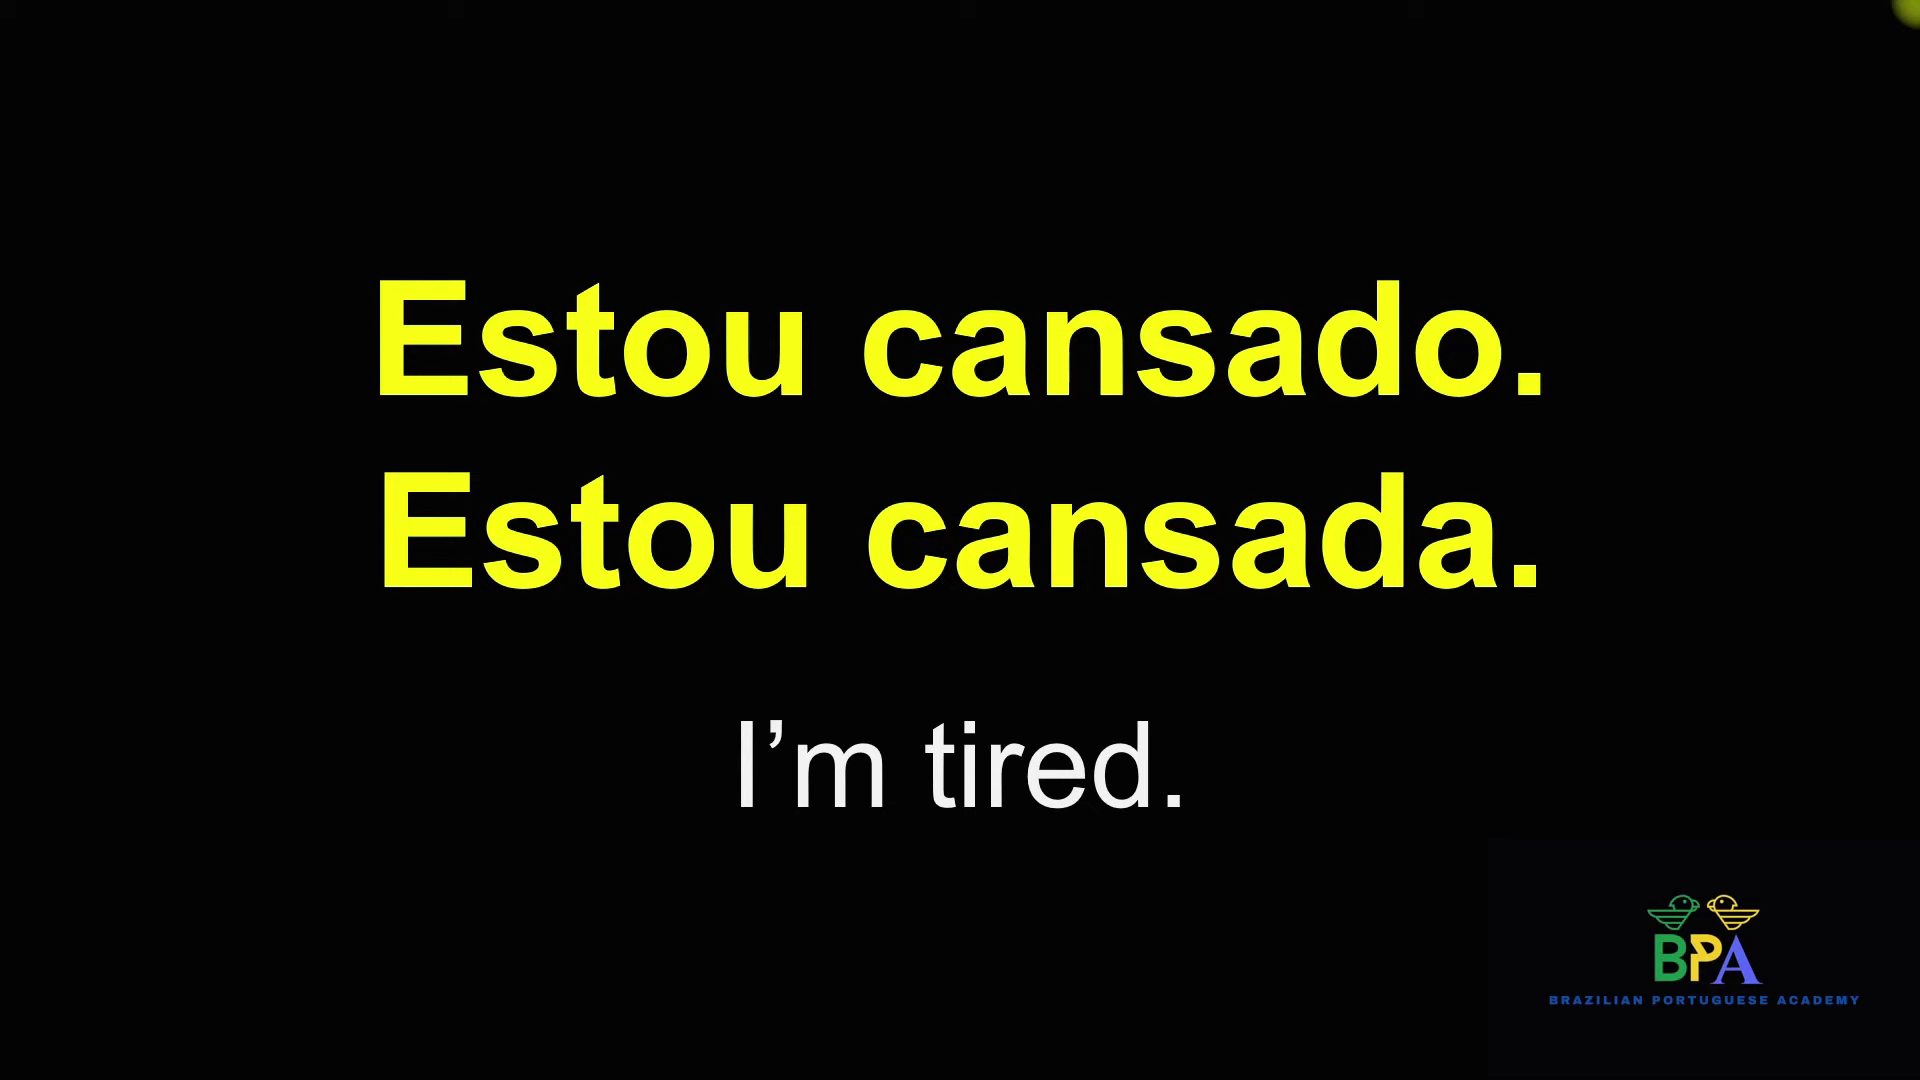 Estou cansado.
Estou cansada.
I’m tired.
BPA
BRAZILIAN PORTUGUESE ACADEMY